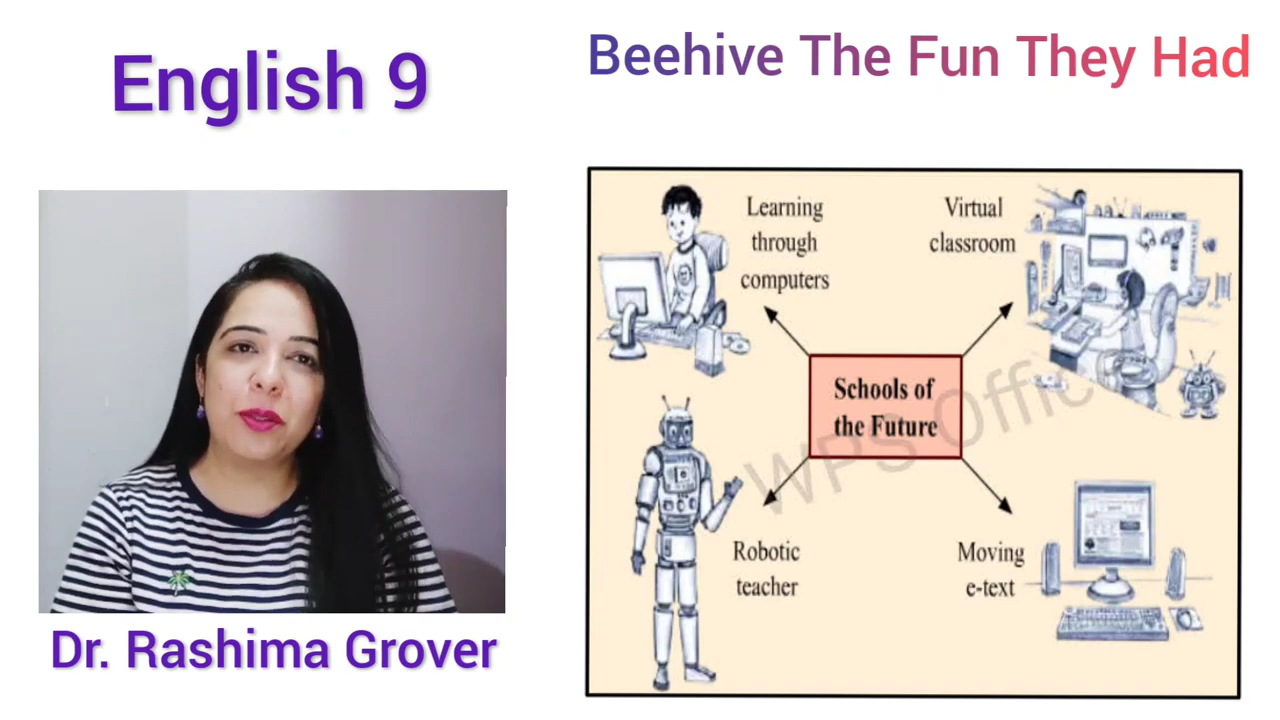 English 9
Beehive The Fun They Had
Learning
through
computers
Virtual
classroom
Schools of
the Future
WPS Office
Robotic
teacher
Moving
e-text
Dr. Rashima Grover